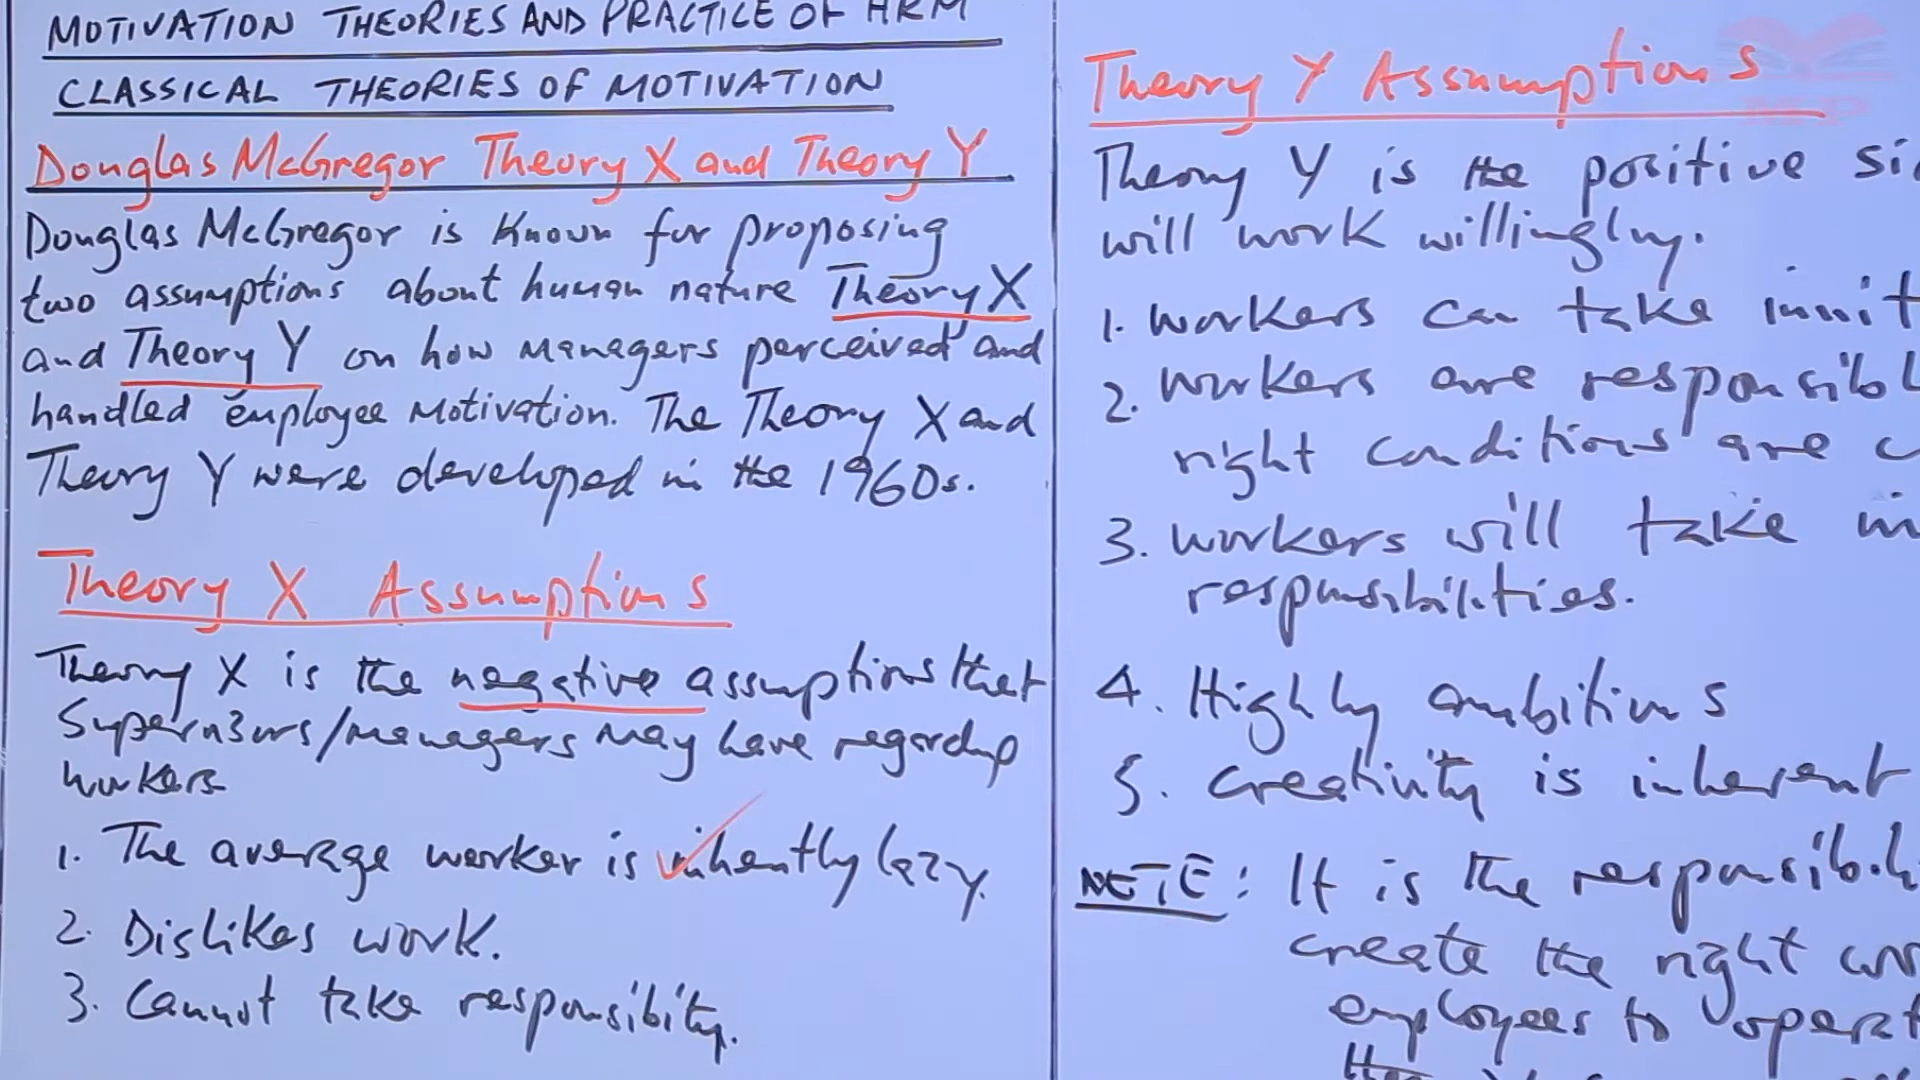 MOTIVATION THEORIES AND PRACTICE OF HRM
CLASSICAL THEORIES OF MOTIVATION
Douglas McGregor Theory X and Theory Y
Douglas McGregor is known for proposing
two assumptions about human nature Theory X
and Theory Y on how managers perceived and
handled employee motivation. The Theory X and
Theory Y were developed in the 1960s.
Theory X Assumptions
Theory X is the negative assumptions that
Supervisors/managers may have regarding
workers
1. The average worker is inhently lazy.
2. Dislikes work.
3. Cannot take responsibity.
Theory Y Assumptions
Theory Y is the positive
will work willingly.
1. workers can take
2. workers are
right conditions are
3. workers will take
responsibilities.
4. Highly ambitions
5. creativity is inherent
NOTE: It is the
create the right
employees to
MJP